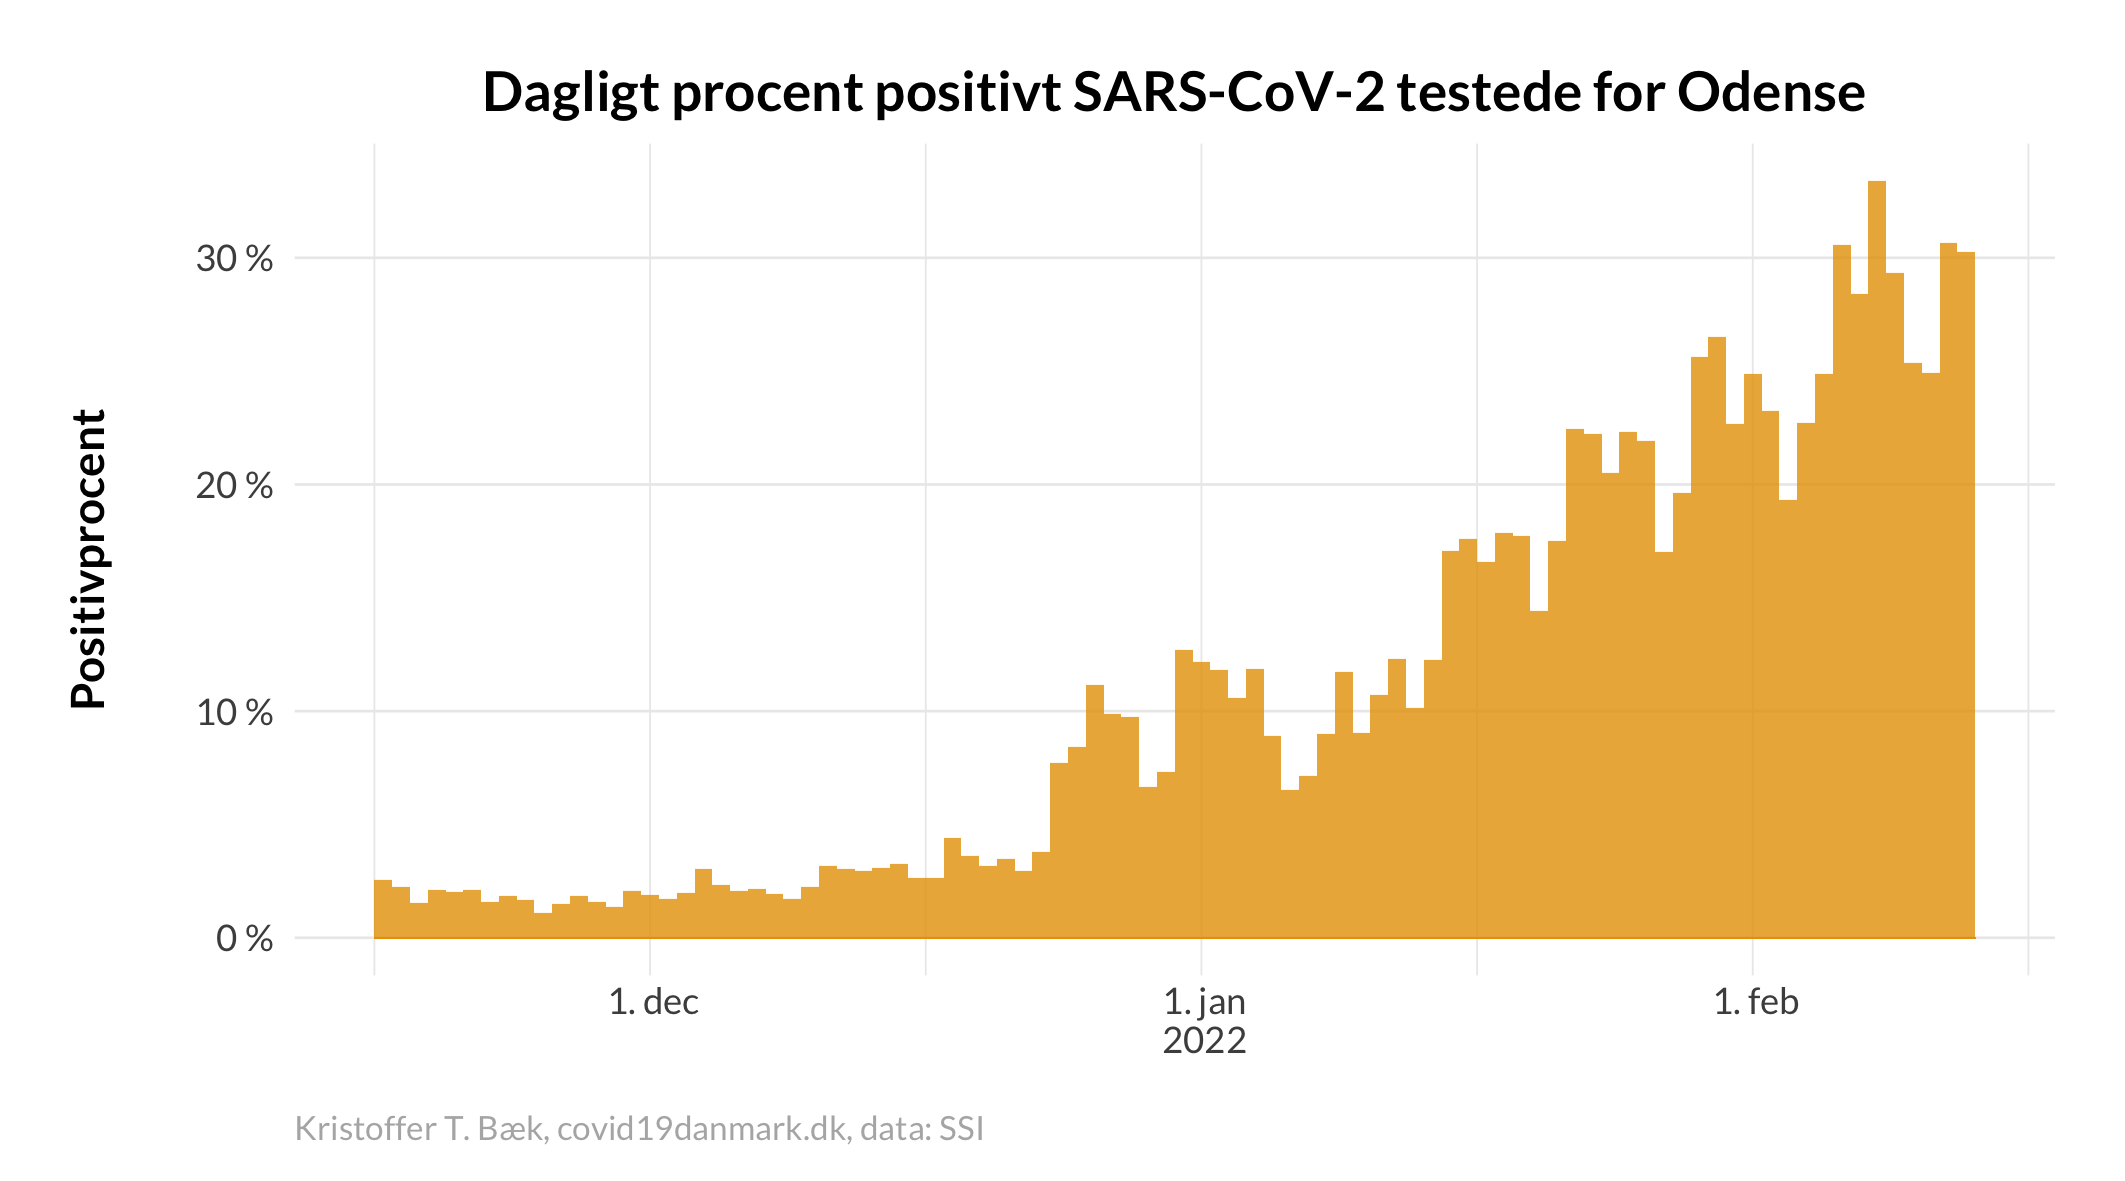 Dagligt procent positivt SARS-CoV-2 testede for Odense
Positivprocent
30 %
20 %
10 %
0 %
1. dec
1. jan
2022
1. feb
Kristoffer T. Bæk, covid19danmark.dk, data: SSI